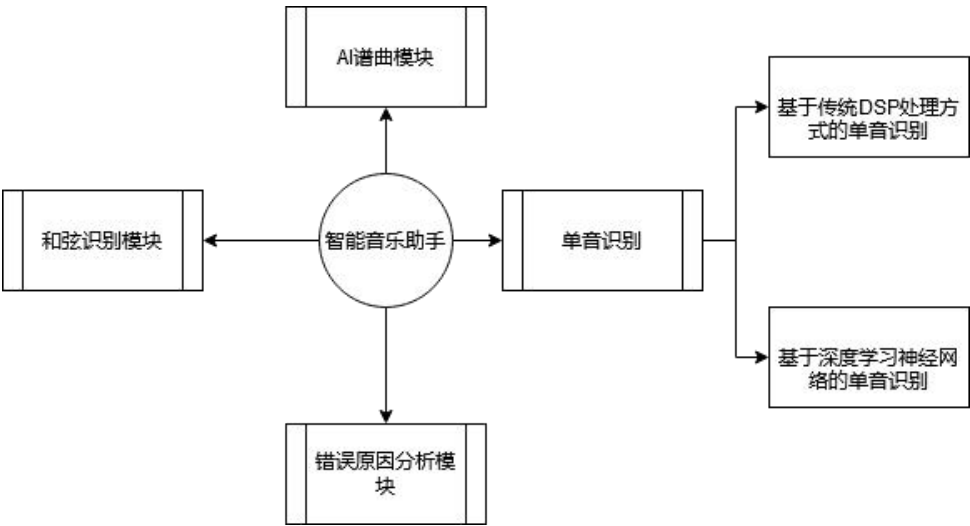 AI谱曲模块
基于传统DSP处理方
式的单音识别
和弦识别模块
智能音乐助手
单音识别
基于深度学习神经网
络的单音识别
错误原因分析模
块